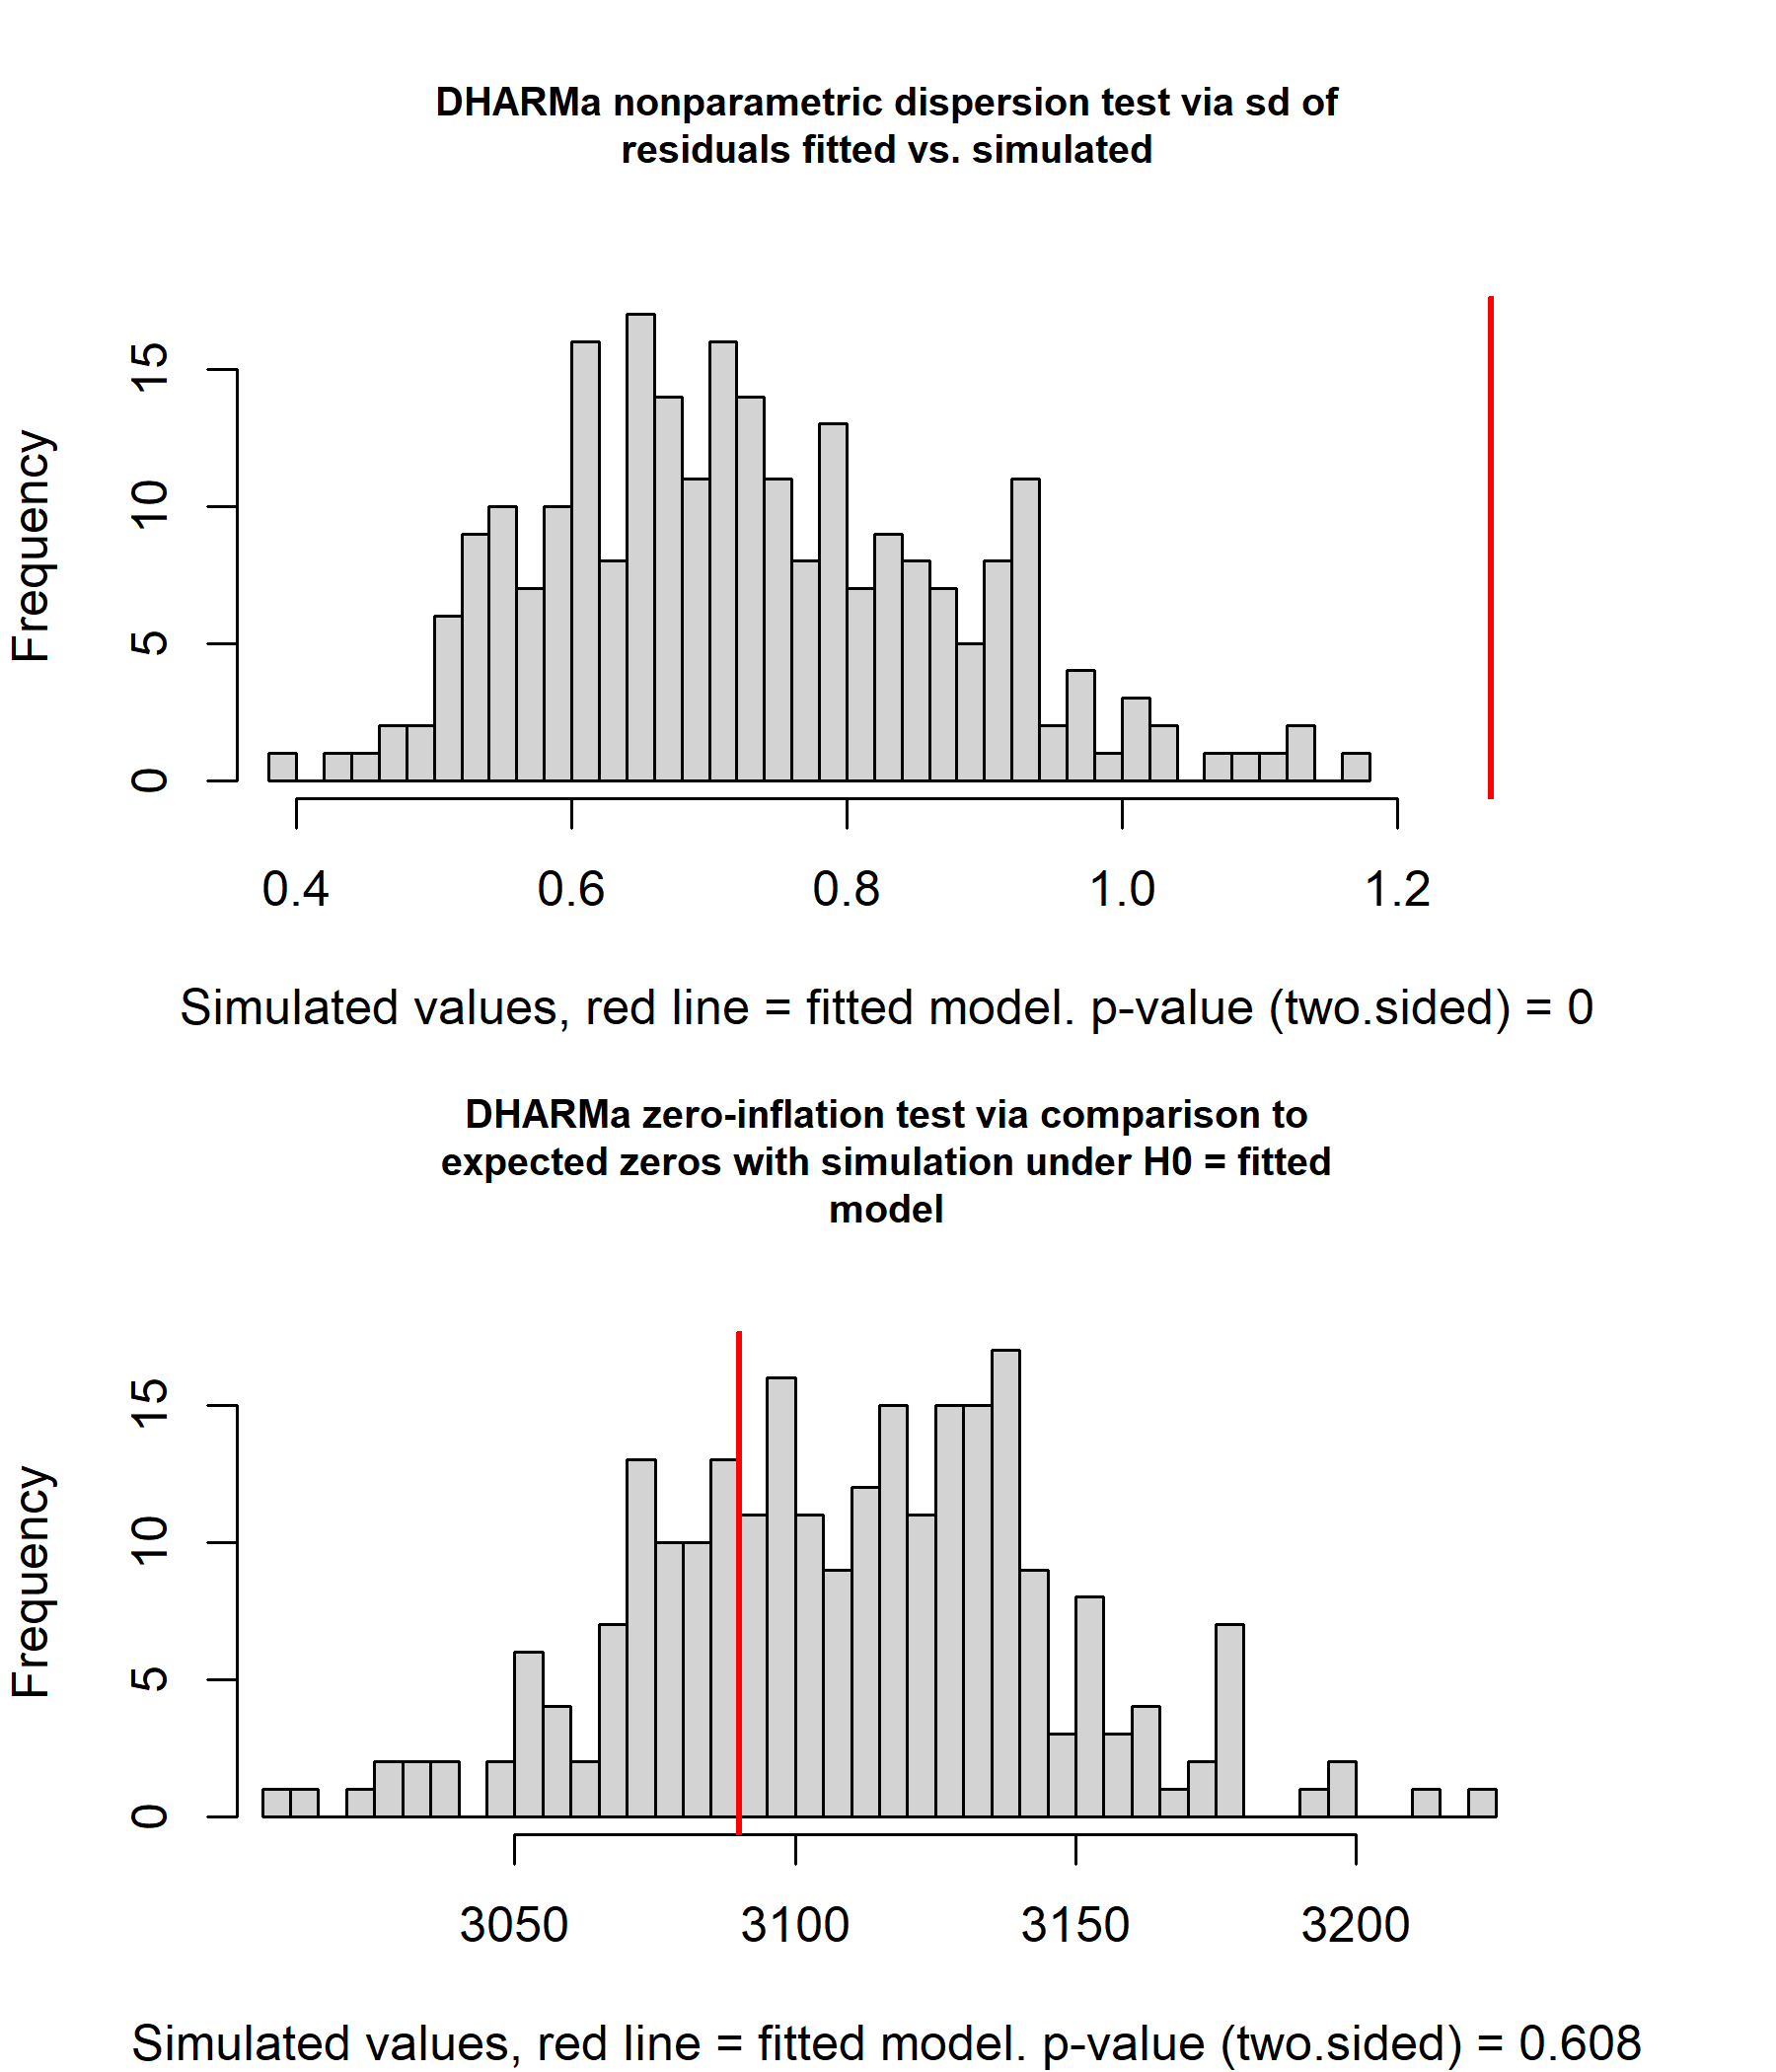 DHARMa nonparametric dispersion test via sd of
residuals fitted vs. simulated
Frequency
15
10
5
0
0.4 0.6 0.8 1.0 1.2
Simulated values, red line = fitted model. p-value (two.sided) = 0
DHARMa zero-inflation test via comparison to
expected zeros with simulation under H0 = fitted
model
Frequency
15
10
5
0
3050 3100 3150 3200
Simulated values, red line = fitted model. p-value (two.sided) = 0.608